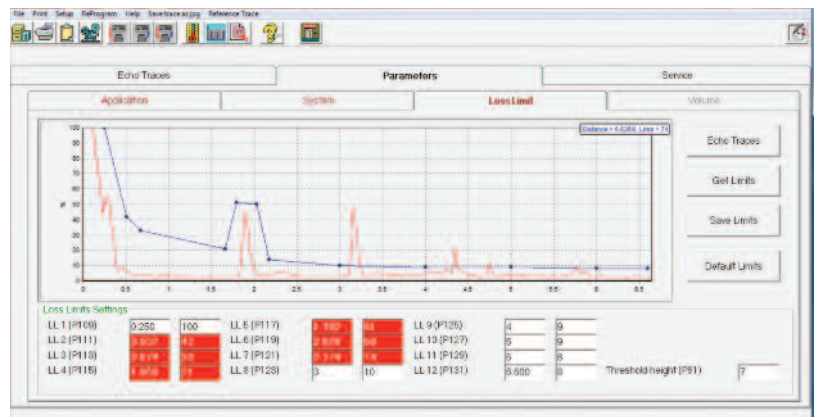 File Print Setup ReProgram Help Save trace as jpg Reference Trace
Echo Traces Parameters Service
Application System Loss Limit Volume
100
90
80
70
60
%
50
40
30
20
10
0
0 0.5 1 1.5 2 2.5 3 3.5 4 4.5 5 5.5 6 6.5
Echo Traces
Get Limits
Save Limits
Default Limits
Loss Limits Settings
LL 1 (P109) 0.250 100 LL 5 (P117) LL 9 (P125) 4 9
LL 2 (P111) 42 LL 6 (P119) LL 10 (P127) 5 9
LL 3 (P113) LL 7 (P121) LL 11 (P129) 6 8
LL 4 (P115) LL 8 (P123) 3 10 LL 12 (P131) 6.600 8 Threshold height (P81) 7